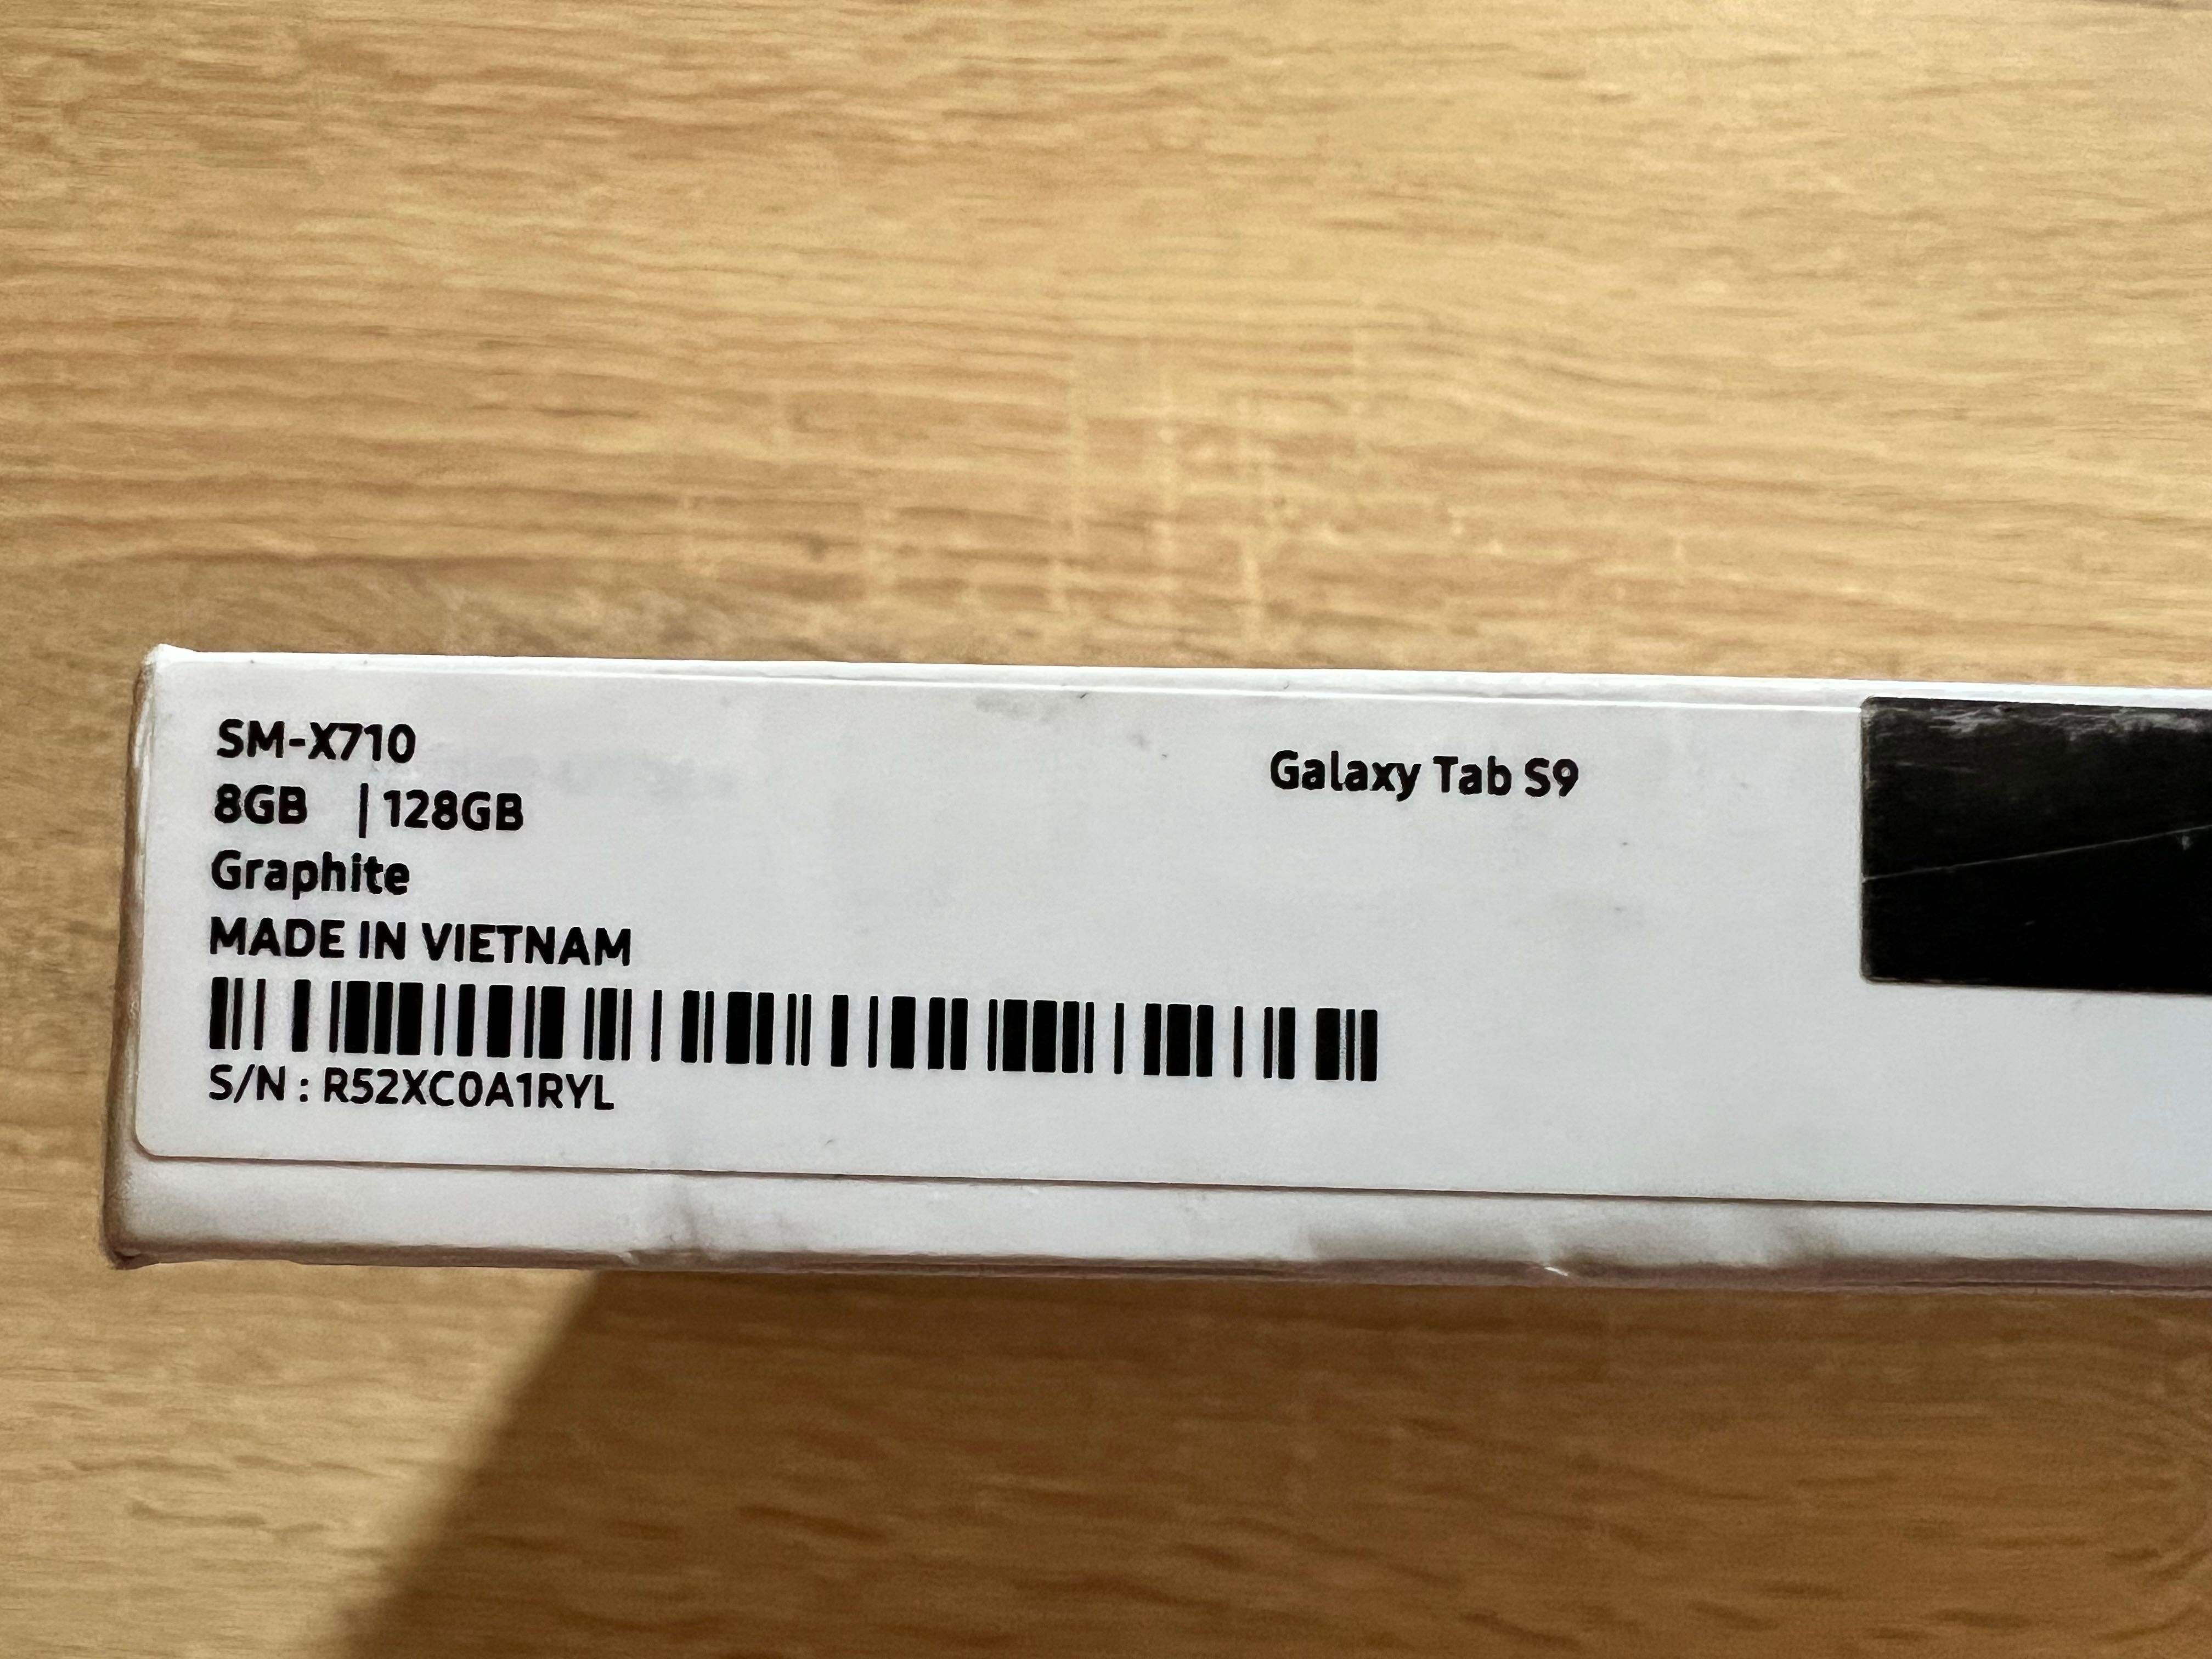 SM-X710
Galaxy Tab S9
8GB | 128GB
Graphite
MADE IN VIETNAM
S/N : R52XC0A1RYL